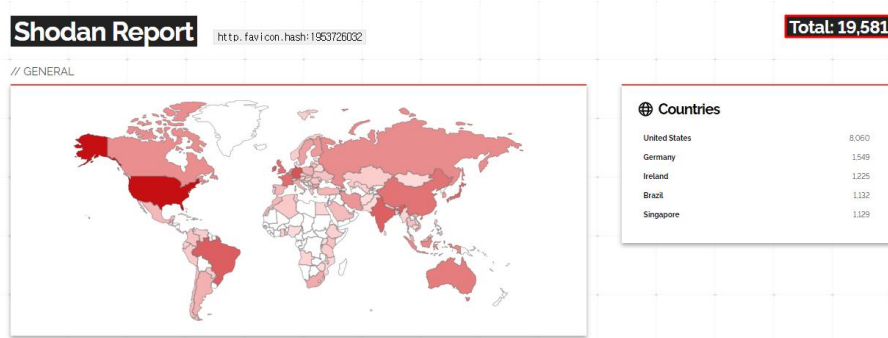 Shodan Report
http.favicon.hash:1953726032
Total: 19,581
// GENERAL
Countries
United States 8,060
Germany 1,549
Ireland 1,225
Brazil 1,132
Singapore 1,129